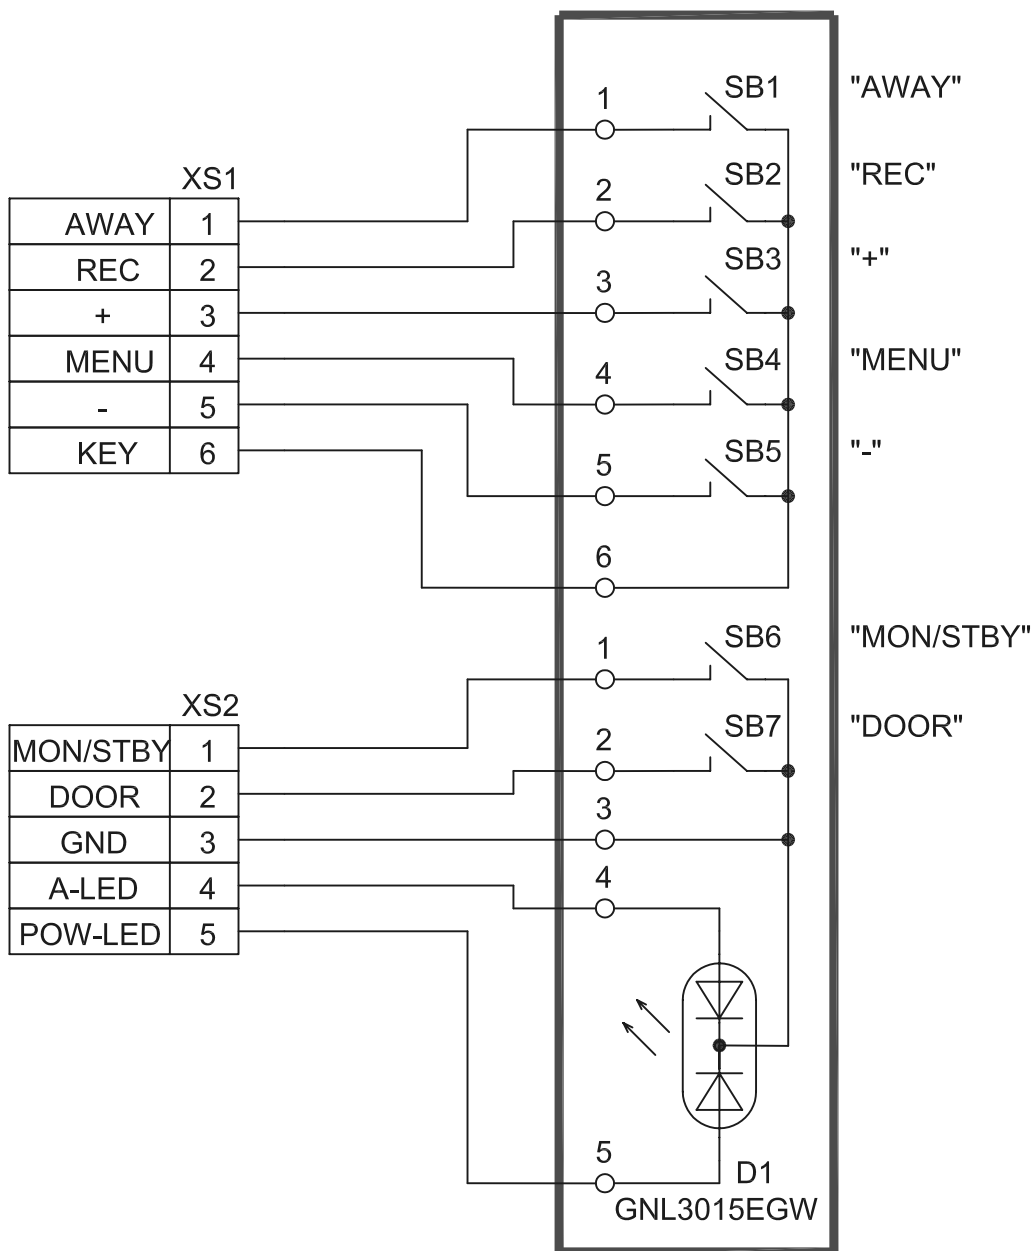 SB1 "AWAY"
1
XS1
SB2 "REC"
2
AWAY 1
REC 2
SB3 "+"
3
+ 3
MENU 4
SB4 "MENU"
4
- 5
KEY 6
SB5 "-"
5
6
SB6 "MON/STBY"
1
XS2
SB7 "DOOR"
2
MON/STBY 1
DOOR 2
3
GND 3
4
A-LED 4
POW-LED 5
5
D1
GNL3015EGW